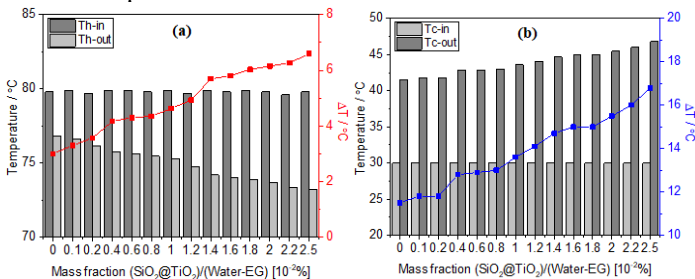 (a)
Th-in
Th-out
Temperature / °C
85
80
75
70
8
6
4
2
0
ΔT / °C
0 0.1 0.2 0.4 0.6 0.8 1 1.2 1.4 1.6 1.8 2 2.2 2.5
Mass fraction (SiO₂@TiO₂)/(Water-EG) [10⁻²%]
(b)
Tc-in
Tc-out
Temperature / °C
50
45
40
35
30
25
20
20
18
16
14
12
10
ΔT / °C
0 0.1 0.2 0.4 0.6 0.8 1 1.2 1.4 1.6 1.8 2 2.2 2.5
Mass fraction (SiO₂@TiO₂)/(Water-EG) [10⁻²%]